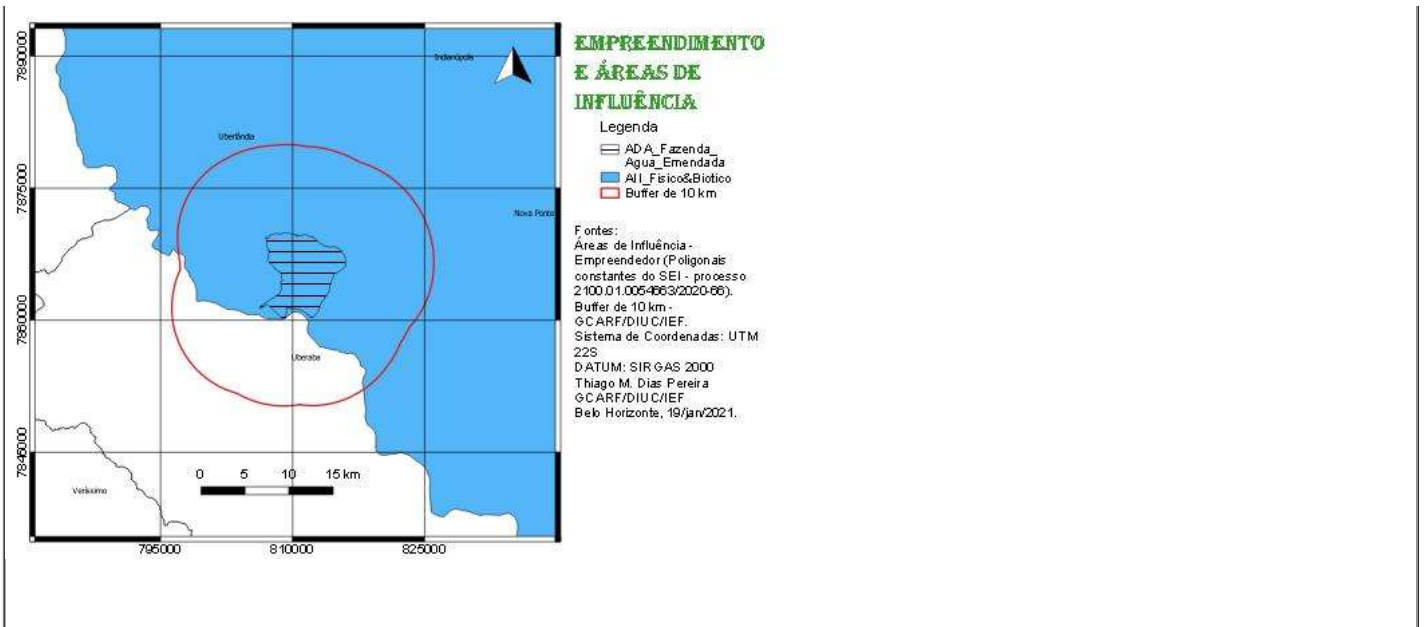 7890000
7875000
7860000
7845000
Indianópolis
Uberlândia
Nova Ponte
Uberaba
Veríssimo
0 5 10 15 km
795000 810000 825000
EMPREENDIMENTO
E ÁREAS DE
INFLUÊNCIA
Legenda
ADA_Fazenda_
Agua_Emendada
AII_Fisico&Biotico
Buffer de 10 km
Fontes:
Áreas de Influência -
Empreendedor (Poligonais
constantes do SEI - processo
2100.01.0054663/2020-66).
Buffer de 10 km -
GCARF/DIUC/IEF.
Sistema de Coordenadas: UTM
22S
DATUM: SIRGAS 2000
Thiago M. Dias Pereira
GCARF/DIUC/IEF
Belo Horizonte, 19/jan/2021.